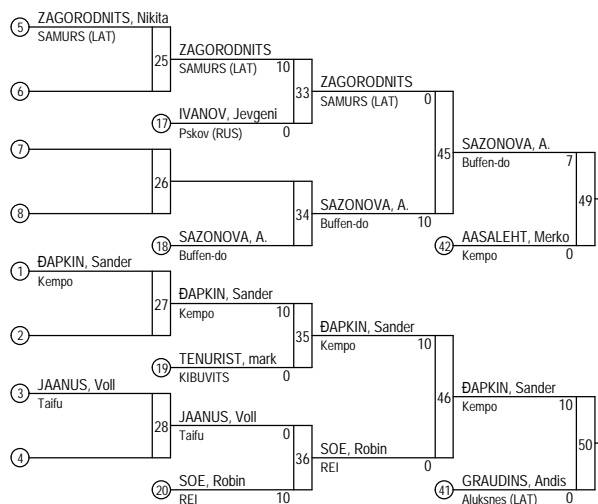 5 ZAGORODNITS, Nikita
SAMURS (LAT)
25
6
ZAGORODNITS
SAMURS (LAT) 10
33
17 IVANOV, Jevgeni
Pskov (RUS) 0
ZAGORODNITS
SAMURS (LAT) 0
45
7
26
8
34
18 SAZONOVA, A.
Buffen-do
SAZONOVA, A.
Buffen-do 10
SAZONOVA, A.
Buffen-do 7
49
42 AASALEHT, Merko
Kempo 0
1 ĐAPKIN, Sander
Kempo
27
2
ĐAPKIN, Sander
Kempo 10
35
19 TENURIST, mark
KIBUVITS 0
ĐAPKIN, Sander
Kempo 10
46
3 JAANUS, Voll
Taifu
28
4
JAANUS, Voll
Taifu 0
36
20 SOE, Robin
REI 10
SOE, Robin
REI 0
ĐAPKIN, Sander
Kempo 10
50
41 GRAUDINS, Andis
Aluksnes (LAT) 0